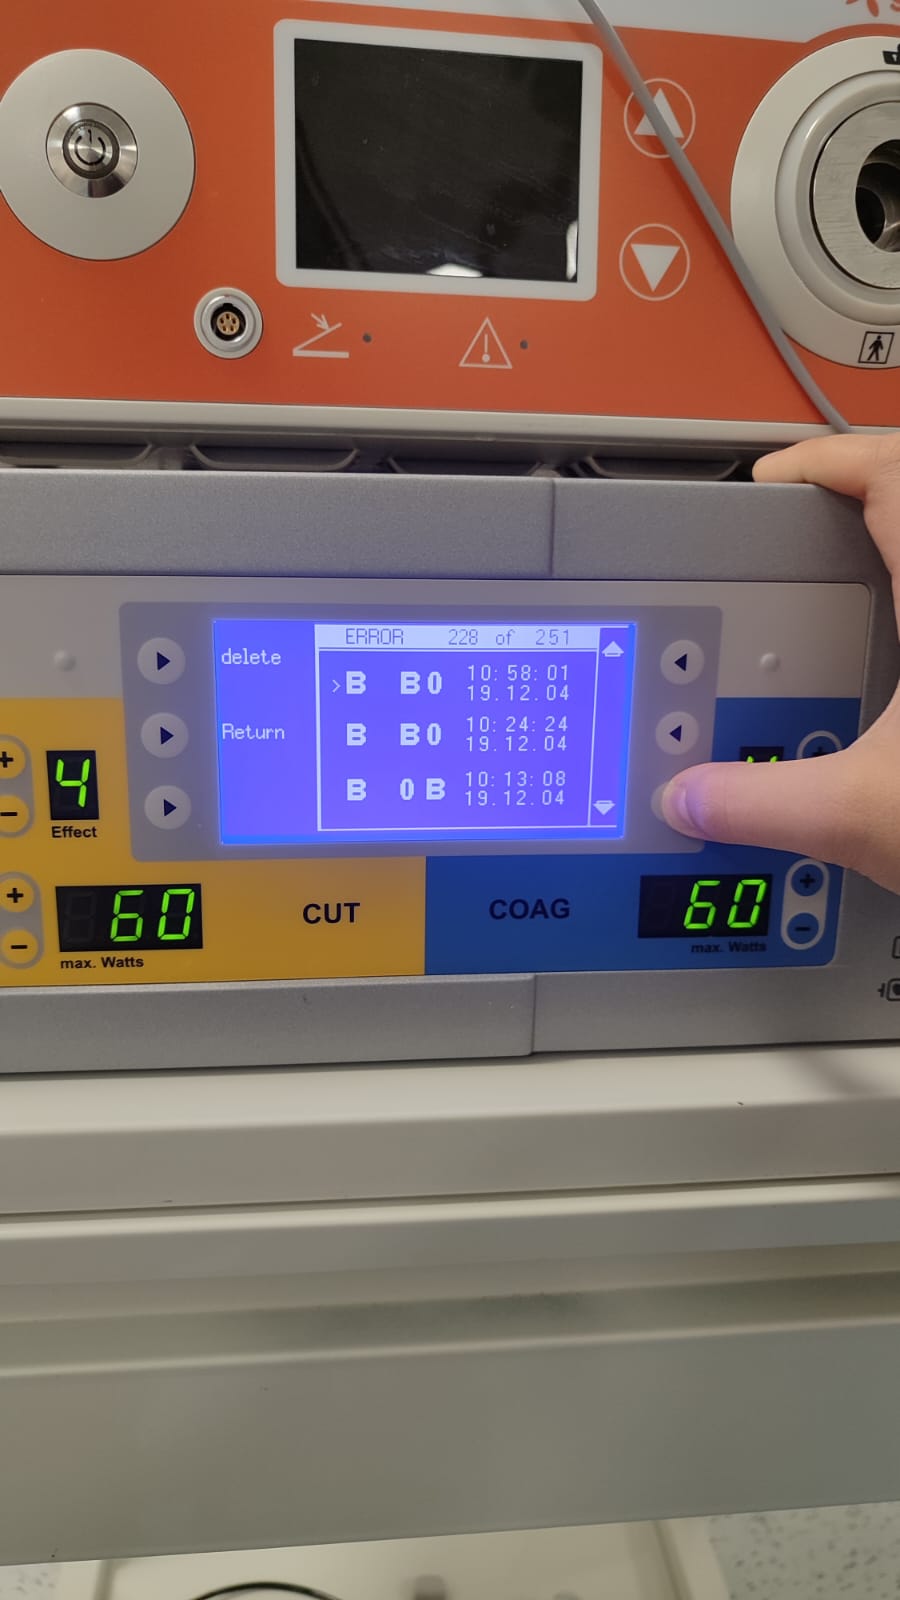 ERROR 228 of 251
delete
>B B0 10:58:01
19.12.04
Return
B B0 10:24:24
19.12.04
B 0B 10:13:08
19.12.04
+
-
4
Effect
+
-
60
max. Watts
CUT
COAG
60
max. Watts
+
-